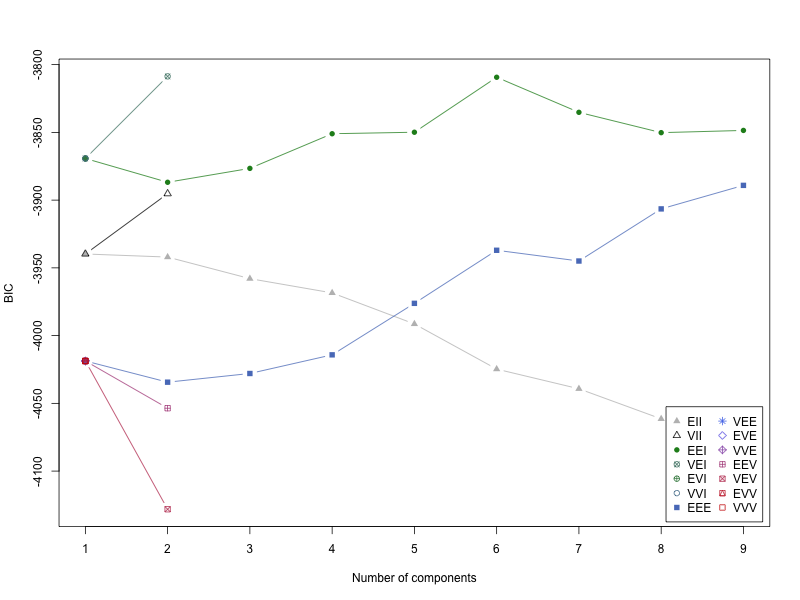 -3800
-3850
-3900
-3950
-4000
-4050
-4100
BIC
1 2 3 4 5 6 7 8 9
Number of components
EII VEE
VII EVE
EEI VVE
VEI EEV
EVI VEV
VVI EVV
EEE VVV